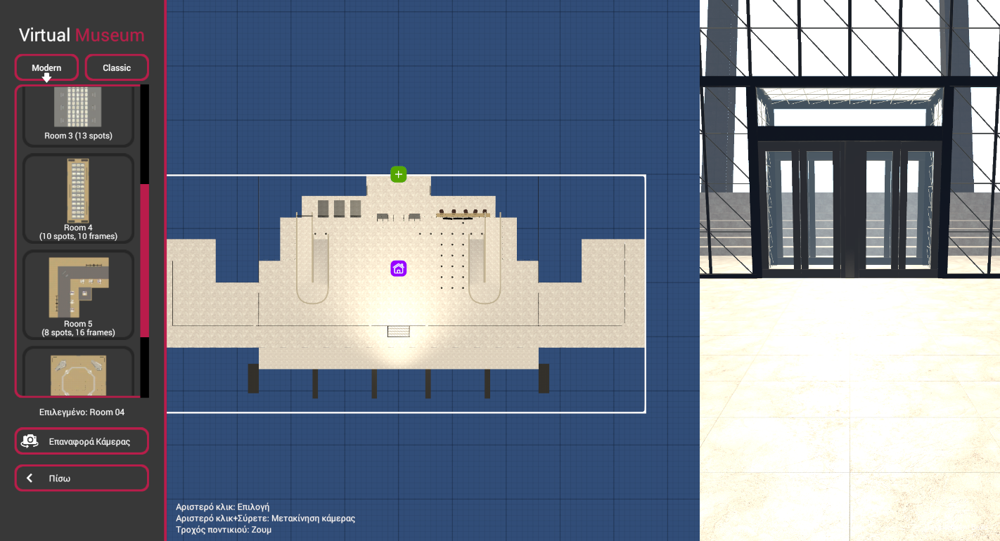 Virtual Museum
Modern
Classic
Room 3 (13 spots)
Room 4
(10 spots, 10 frames)
Room 5
(8 spots, 16 frames)
Επιλεγμένο: Room 04
Επαναφορά Κάμερας
Πίσω
Αριστερό κλικ: Επιλογή
Αριστερό κλικ+Σύρετε: Μετακίνηση κάμερας
Τροχός ποντικιού: Ζουμ